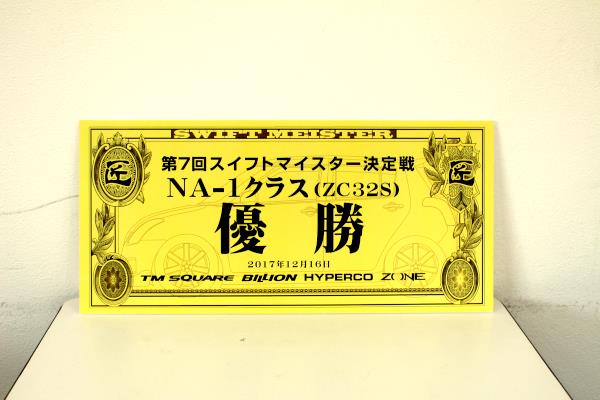 SWIFT MEISTER
匠 第7回スイフトマイスター決定戦 匠
NA-1クラス(ZC32S)
優 勝
2017年12月16日
TM SQUARE BILLION HYPERCO ZONE